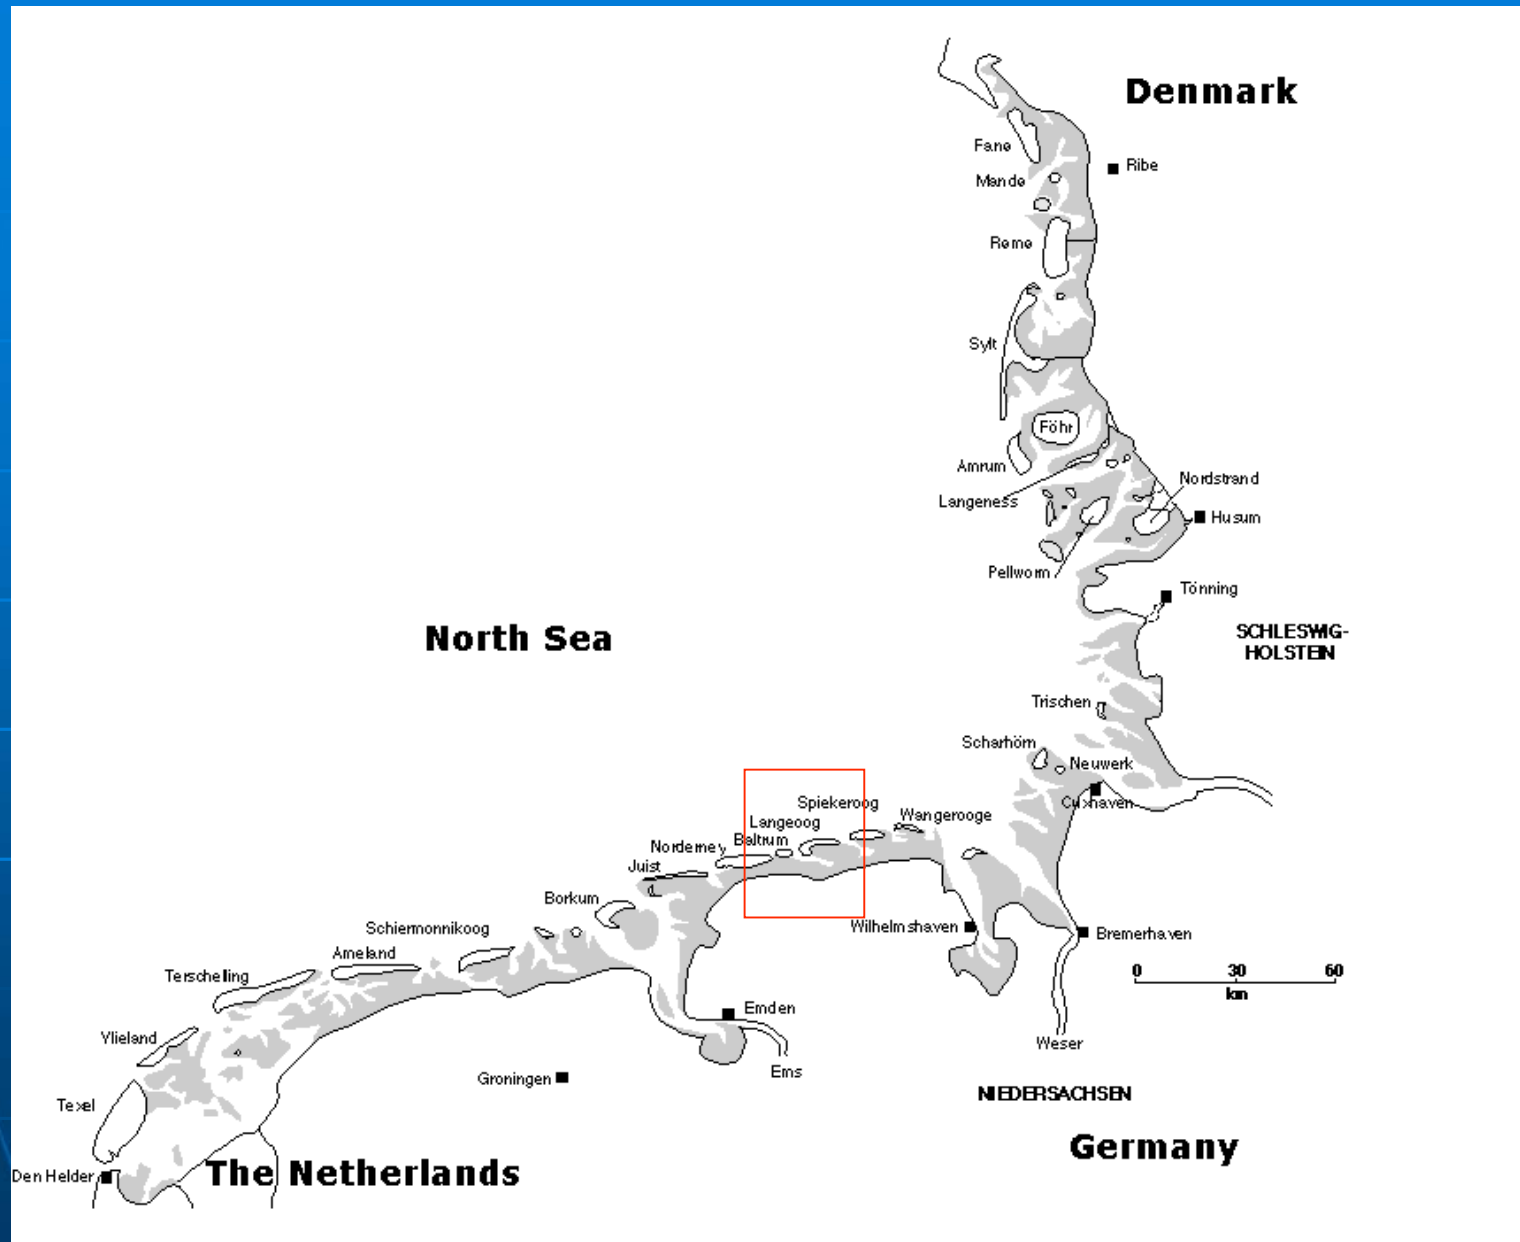 Denmark
Fanø
Ribe
Mandø
Rømø
Sylt
Föhr
Amrum
Nordstrand
Langeness
Husum
Pellworm
Tönning
North Sea
SCHLESWIG-
HOLSTEIN
Trischen
Scharhörn
Neuwerk
Cuxhaven
Spiekeroog
Wangerooge
Langeoog
Baltrum
Norderney
Juist
Borkum
Schiermonnikoog
Wilhelmshaven
Bremerhaven
Ameland
Terschelling
0 30 60
km
Emden
Vlieland
Weser
Ems
Groningen
NIEDERSACHSEN
Texel
Germany
Den Helder
The Netherlands